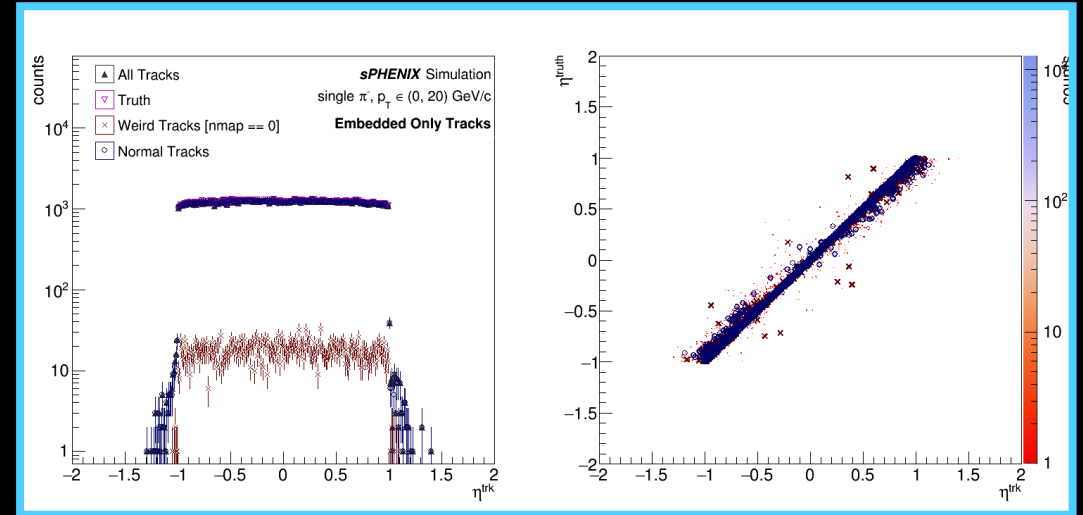 counts
10⁴
10³
10²
10
1
All Tracks
Truth
Weird Tracks [nmap == 0]
Normal Tracks
sPHENIX Simulation
single π⁻, p_T ∈ (0, 20) GeV/c
Embedded Only Tracks
−2 −1.5 −1 −0.5 0 0.5 1 1.5 2
η^trk
η^truth
2
1.5
1
0.5
0
−0.5
−1
−1.5
−2
−2 −1.5 −1 −0.5 0 0.5 1 1.5 2
η^trk
counts
10²
10
1